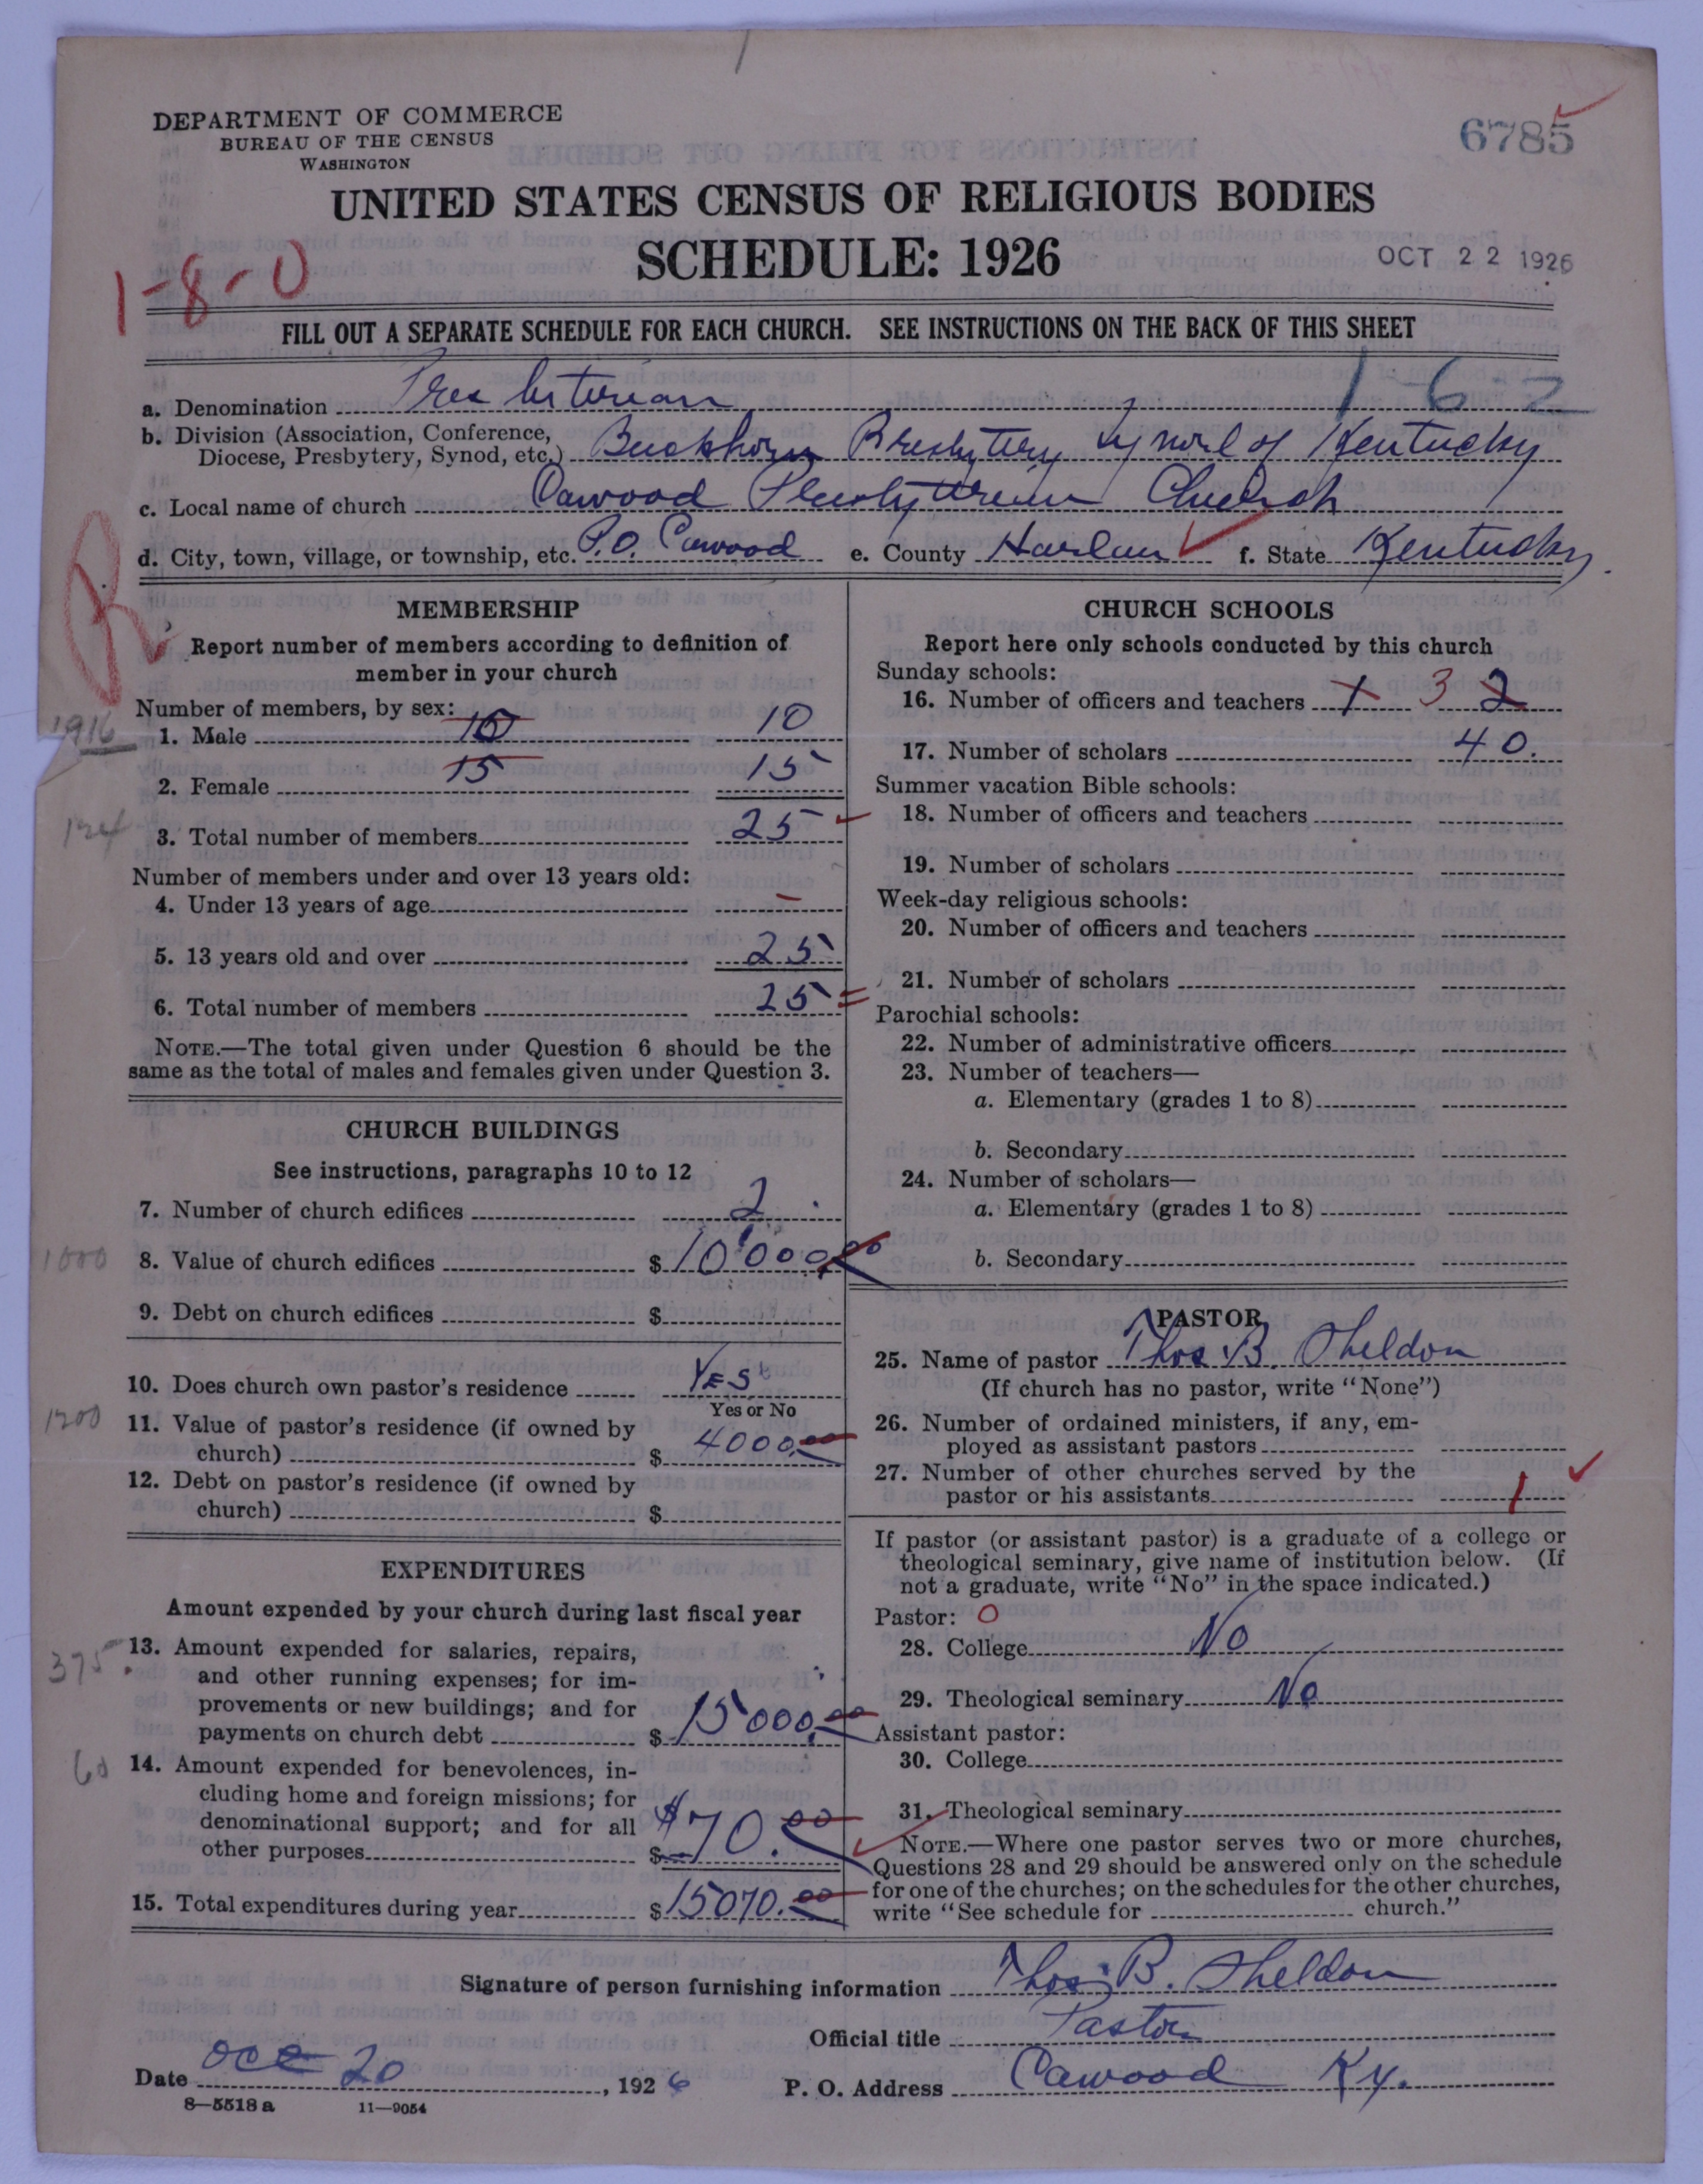 DEPARTMENT OF COMMERCE
BUREAU OF THE CENSUS
WASHINGTON
6785
UNITED STATES CENSUS OF RELIGIOUS BODIES
SCHEDULE: 1926
OCT 22 1926
1-8-0
FILL OUT A SEPARATE SCHEDULE FOR EACH CHURCH. SEE INSTRUCTIONS ON THE BACK OF THIS SHEET
1-6-2
a. Denomination Presbyterian
b. Division (Association, Conference, Diocese, Presbytery, Synod, etc.) Buckhorn Presbytery Synod of Kentucky
c. Local name of church Cawood Presbyterian Church
d. City, town, village, or township, etc. P.O. Cawood e. County Harlan f. State Kentucky.
MEMBERSHIP
Report number of members according to definition of
member in your church
Number of members, by sex:
1916
1. Male 10 10
2. Female 15 15
3. Total number of members 25
Number of members under and over 13 years old:
4. Under 13 years of age –
5. 13 years old and over 25
6. Total number of members 25
NOTE.—The total given under Question 6 should be the
same as the total of males and females given under Question 3.
CHURCH BUILDINGS
See instructions, paragraphs 10 to 12
7. Number of church edifices 2
1000
8. Value of church edifices $ 10'000.00
9. Debt on church edifices $
10. Does church own pastor's residence YES
Yes or No
1200
11. Value of pastor's residence (if owned by
church) $ 4000.00
12. Debt on pastor's residence (if owned by
church) $
EXPENDITURES
Amount expended by your church during last fiscal year
375
13. Amount expended for salaries, repairs,
and other running expenses; for im-
provements or new buildings; and for
payments on church debt $ 15000.00
60
14. Amount expended for benevolences, in-
cluding home and foreign missions; for
denominational support; and for all
other purposes $ $70.00
15. Total expenditures during year $ 15070.00
CHURCH SCHOOLS
Report here only schools conducted by this church
Sunday schools:
16. Number of officers and teachers 1 3 2
17. Number of scholars 40.
Summer vacation Bible schools:
18. Number of officers and teachers
19. Number of scholars
Week-day religious schools:
20. Number of officers and teachers
21. Number of scholars
Parochial schools:
22. Number of administrative officers
23. Number of teachers—
a. Elementary (grades 1 to 8)
b. Secondary
24. Number of scholars—
a. Elementary (grades 1 to 8)
b. Secondary
PASTOR
25. Name of pastor Thos B. Sheldon
(If church has no pastor, write "None")
26. Number of ordained ministers, if any, em-
ployed as assistant pastors
27. Number of other churches served by the
pastor or his assistants 1
If pastor (or assistant pastor) is a graduate of a college or
theological seminary, give name of institution below. (If
not a graduate, write "No" in the space indicated.)
Pastor: 0
28. College No
29. Theological seminary No
Assistant pastor:
30. College
31. Theological seminary
NOTE.—Where one pastor serves two or more churches,
Questions 28 and 29 should be answered only on the schedule
for one of the churches; on the schedules for the other churches,
write "See schedule for church."
Signature of person furnishing information Thos. B. Sheldon
Official title Pastor
Date Oct 20, 1926 P. O. Address Cawood Ky.
8—5518 a 11—9054